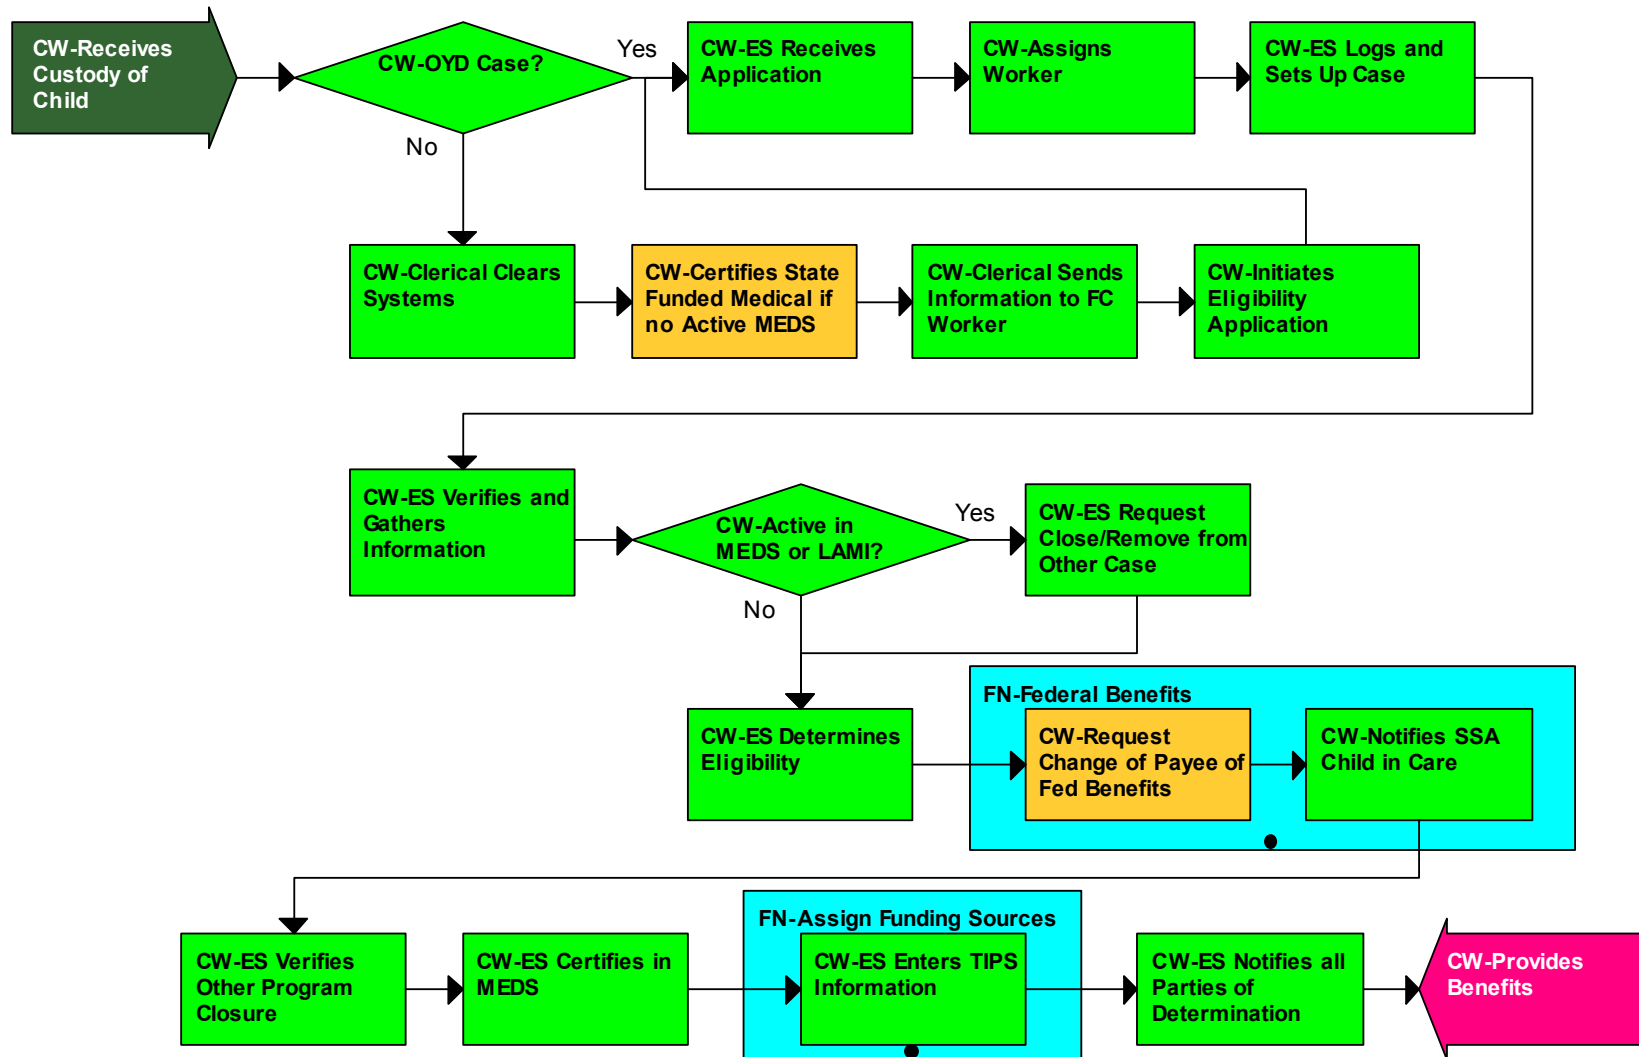 CW-Receives
Custody of
Child
CW-OYD Case?
Yes
No
CW-ES Receives
Application
CW-Assigns
Worker
CW-ES Logs and
Sets Up Case
CW-Clerical Clears
Systems
CW-Certifies State
Funded Medical if
no Active MEDS
CW-Clerical Sends
Information to FC
Worker
CW-Initiates
Eligibility
Application
CW-ES Verifies and
Gathers
Information
CW-Active in
MEDS or LAMI?
Yes
No
CW-ES Request
Close/Remove from
Other Case
CW-ES Determines
Eligibility
FN-Federal Benefits
CW-Request
Change of Payee of
Fed Benefits
CW-Notifies SSA
Child in Care
CW-ES Verifies
Other Program
Closure
CW-ES Certifies in
MEDS
FN-Assign Funding Sources
CW-ES Enters TIPS
Information
CW-ES Notifies all
Parties of
Determination
CW-Provides
Benefits